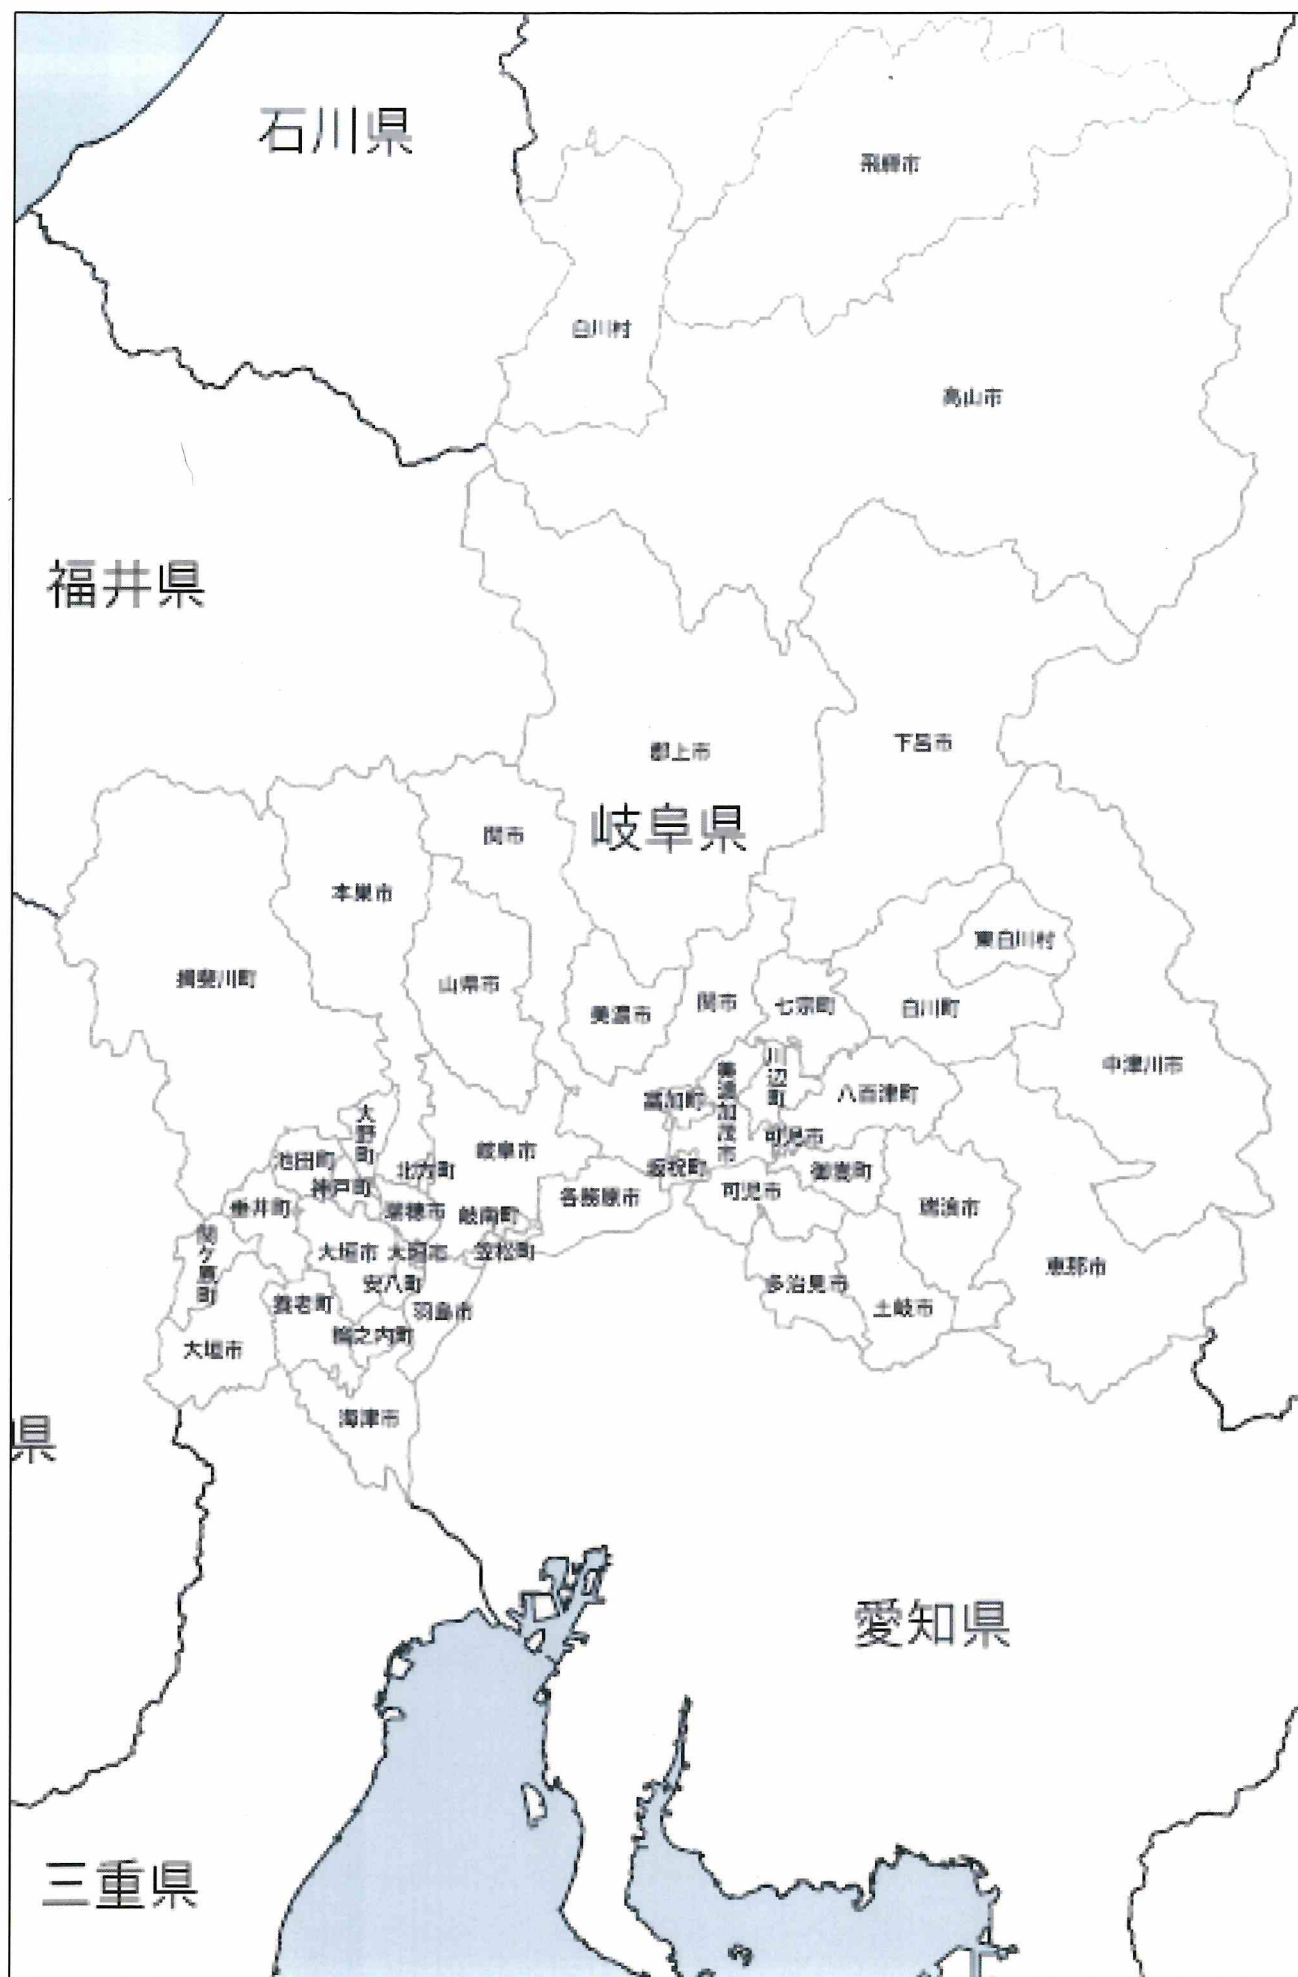 石川県
飛騨市
白川村
高山市
福井県
郡上市
下呂市
岐阜県
関市
本巣市
東白川村
揖斐川町
山県市
関市
七宗町
白川町
美濃市
中津川市
川辺町
美濃加茂市
八百津町
富加町
大野町
可児市
岐阜市
池田町
北方町
坂祝町
御嵩町
神戸町
可児市
各務原市
垂井町
瑞穂市
岐南町
瑞浪市
関ケ原町
大垣市
大垣市
笠松町
恵那市
安八町
多治見市
養老町
羽島市
土岐市
輪之内町
大垣市
海津市
県
愛知県
三重県